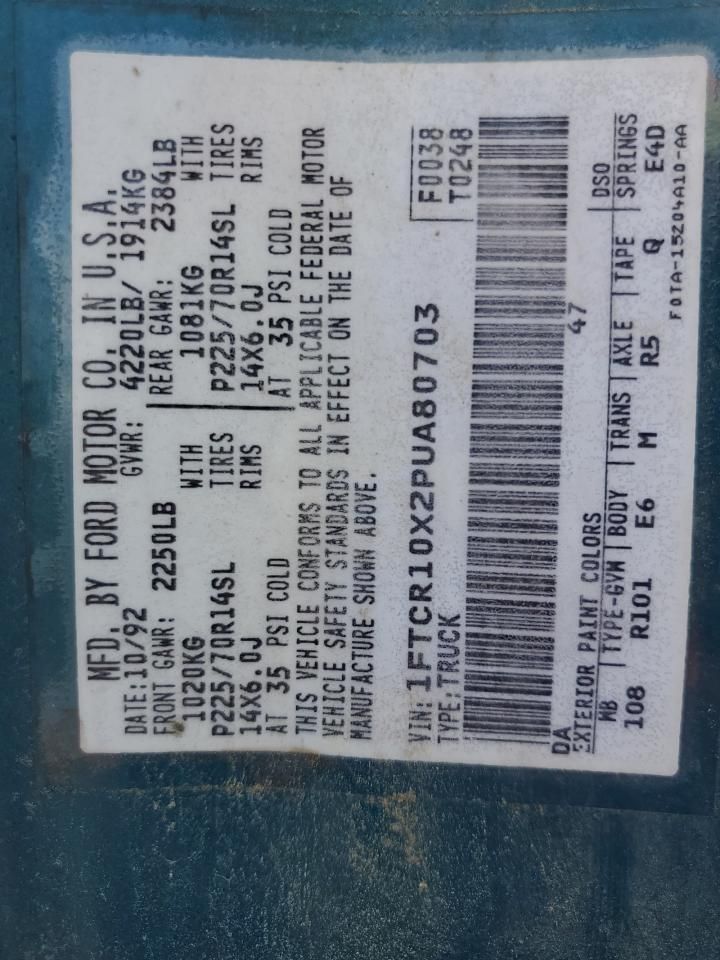 MFD. BY FORD MOTOR CO. IN U.S.A.
DATE: 10/92 GVWR: 4220LB/ 1914KG
FRONT GAWR: 2250LB REAR GAWR: 2384LB
1020KG WITH 1081KG WITH
P225/70R14SL TIRES P225/70R14SL TIRES
14X6.0J RIMS 14X6.0J RIMS
AT 35 PSI COLD AT 35 PSI COLD
THIS VEHICLE CONFORMS TO ALL APPLICABLE FEDERAL MOTOR
VEHICLE SAFETY STANDARDS IN EFFECT ON THE DATE OF
MANUFACTURE SHOWN ABOVE.
VIN: 1FTCR10X2PUA80703 F0038
TYPE: TRUCK T0248
DA 47
EXTERIOR PAINT COLORS DSO
WB TYPE-GVW BODY TRANS AXLE TAPE SPRINGS
108 R101 E6 M R5 Q E4D
F0TA-15204A10-AA